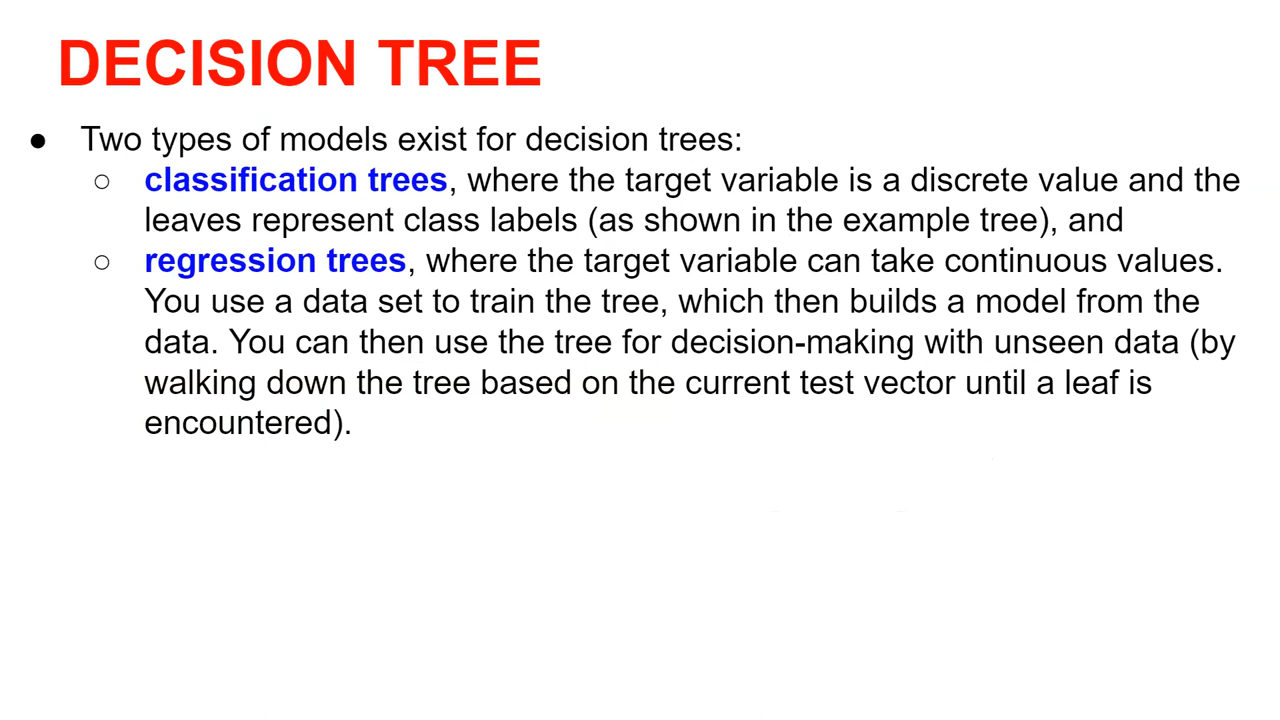 DECISION TREE
● Two types of models exist for decision trees:
○ classification trees, where the target variable is a discrete value and the
leaves represent class labels (as shown in the example tree), and
○ regression trees, where the target variable can take continuous values.
You use a data set to train the tree, which then builds a model from the
data. You can then use the tree for decision-making with unseen data (by
walking down the tree based on the current test vector until a leaf is
encountered).